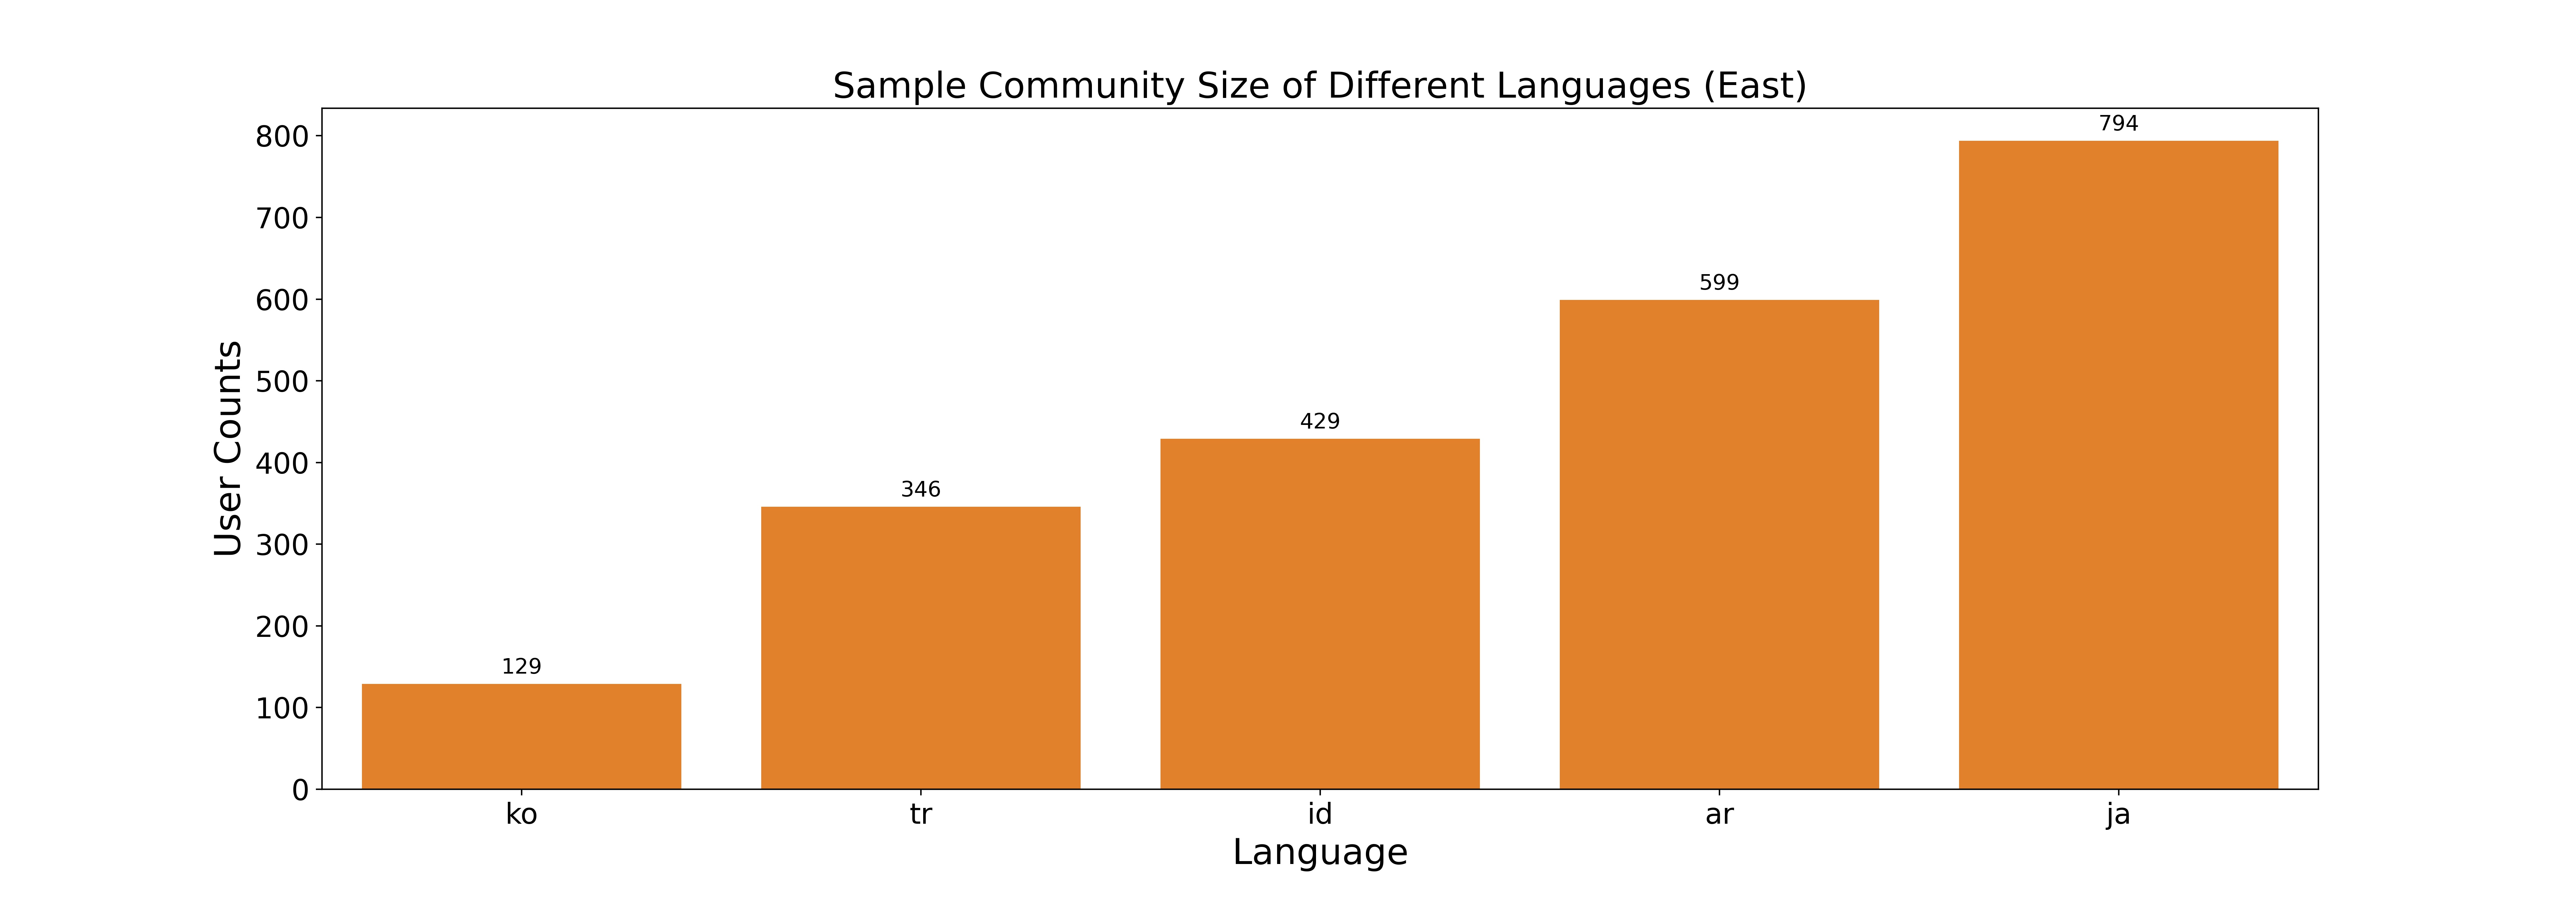 Sample Community Size of Different Languages (East)
800
700
600
500
400
300
200
100
0
User Counts
129
346
429
599
794
ko
tr
id
ar
ja
Language